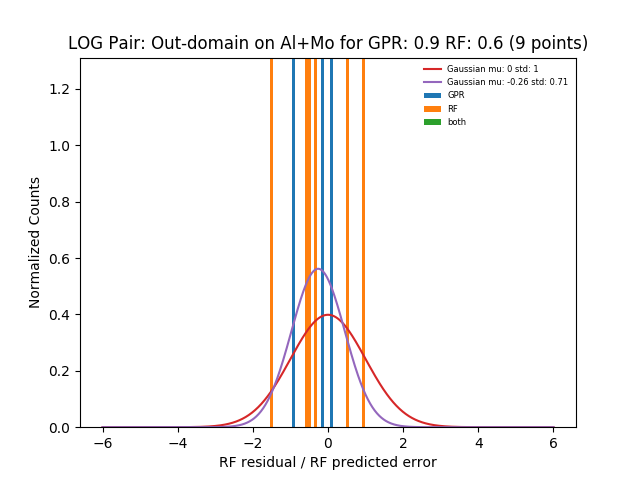 LOG Pair: Out-domain on Al+Mo for GPR: 0.9 RF: 0.6 (9 points)
Gaussian mu: 0 std: 1
Gaussian mu: -0.26 std: 0.71
GPR
RF
both
Normalized Counts
1.2
1.0
0.8
0.6
0.4
0.2
0.0
−6 −4 −2 0 2 4 6
RF residual / RF predicted error